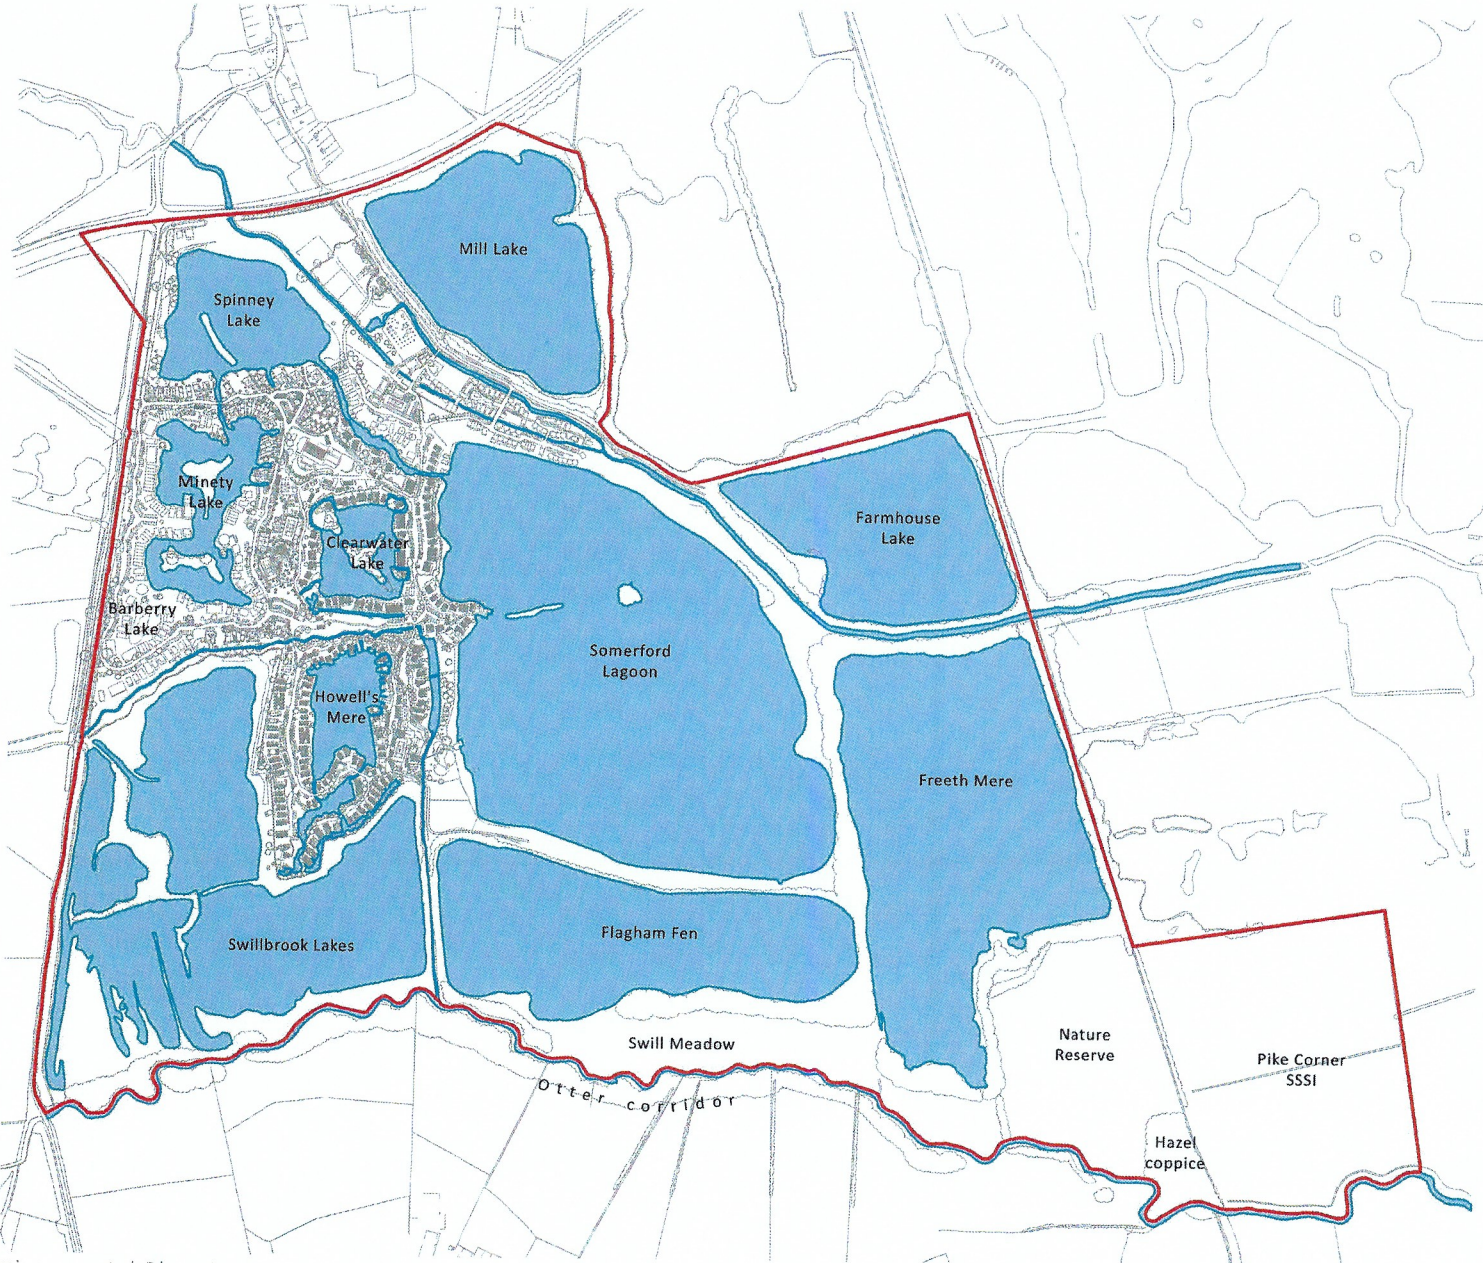 Mill Lake
Spinney
Lake
Minety
Lake
Farmhouse
Lake
Clearwater
Lake
Barberry
Lake
Somerford
Lagoon
Howell's
Mere
Freeth Mere
Flagham Fen
Swillbrook Lakes
Swill Meadow
Nature
Reserve
Pike Corner
SSSI
Otter corridor
Hazel
coppice